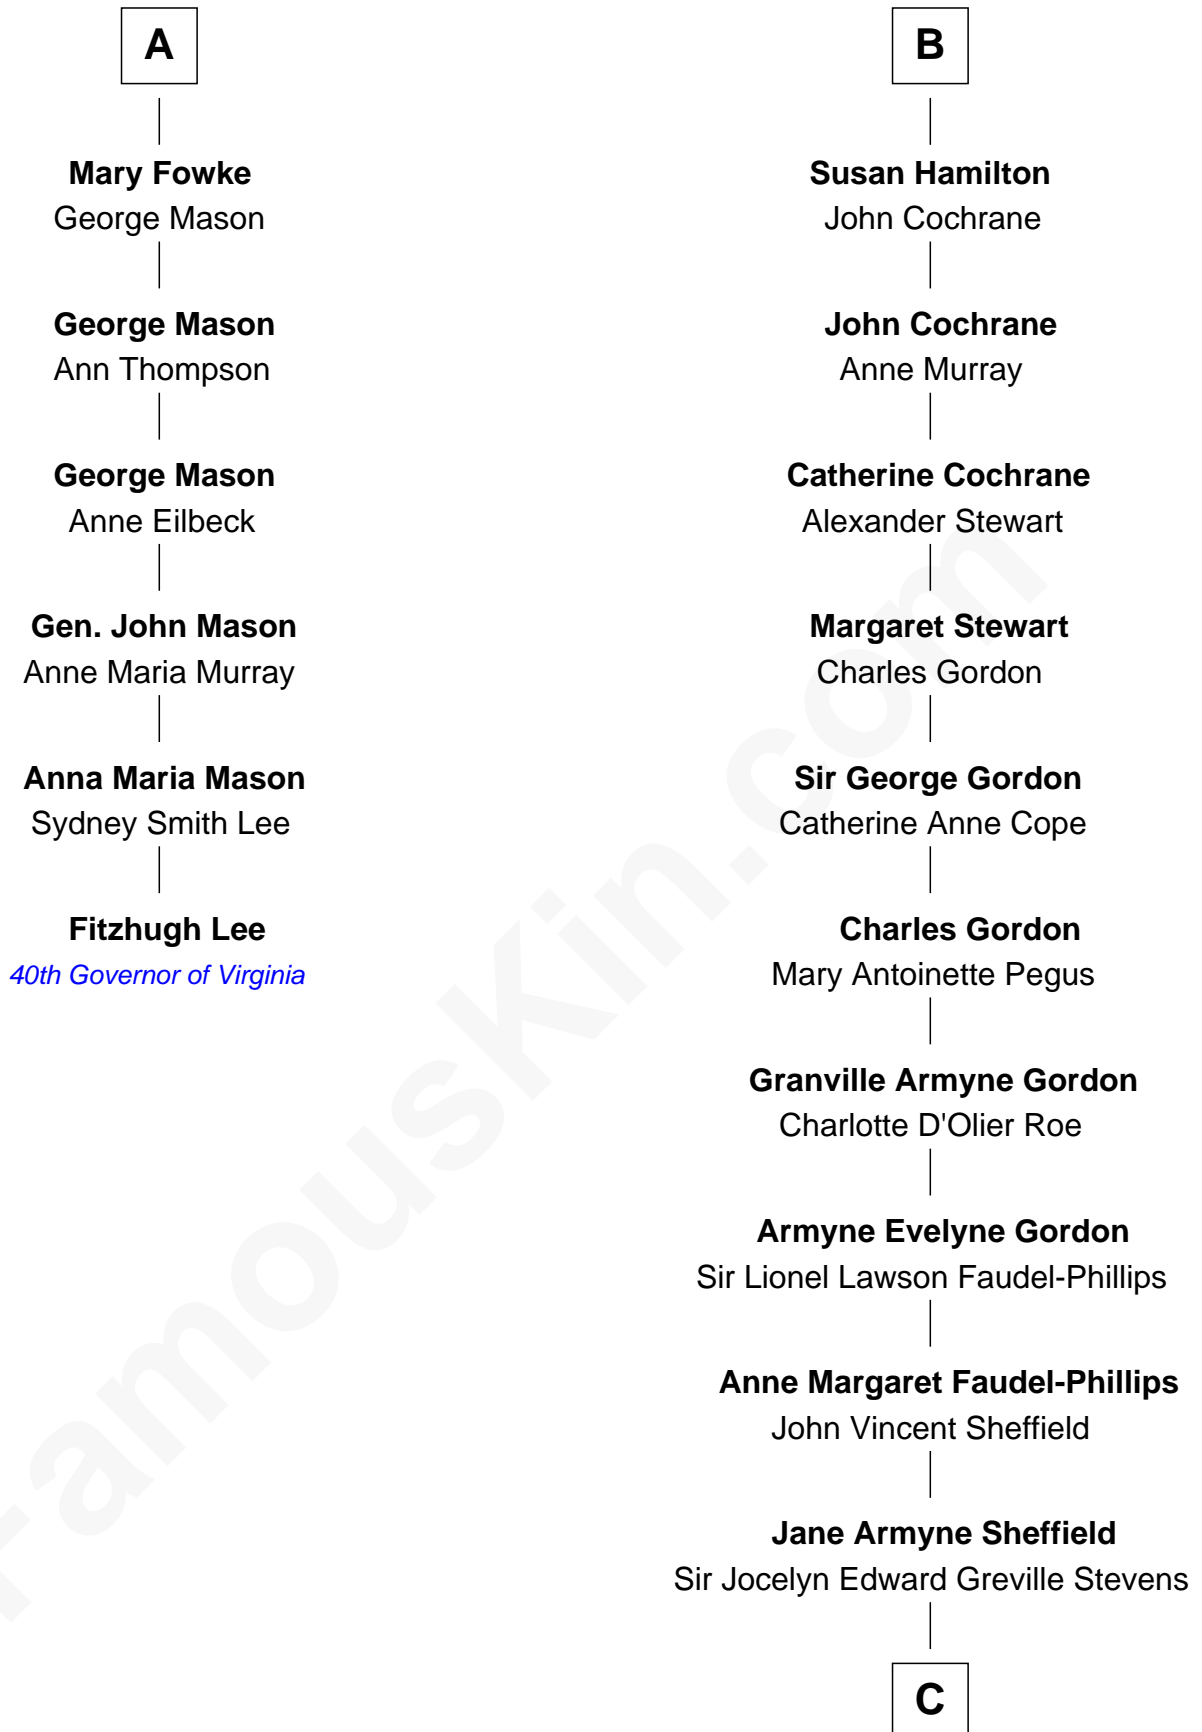 A
Mary Fowke
George Mason
George Mason
Ann Thompson
George Mason
Anne Eilbeck
Gen. John Mason
Anne Maria Murray
Anna Maria Mason
Sydney Smith Lee
Fitzhugh Lee
40th Governor of Virginia
B
Susan Hamilton
John Cochrane
John Cochrane
Anne Murray
Catherine Cochrane
Alexander Stewart
Margaret Stewart
Charles Gordon
Sir George Gordon
Catherine Anne Cope
Charles Gordon
Mary Antoinette Pegus
Granville Armyne Gordon
Charlotte D'Olier Roe
Armyne Evelyne Gordon
Sir Lionel Lawson Faudel-Phillips
Anne Margaret Faudel-Phillips
John Vincent Sheffield
Jane Armyne Sheffield
Sir Jocelyn Edward Greville Stevens
C
FamousKin.com